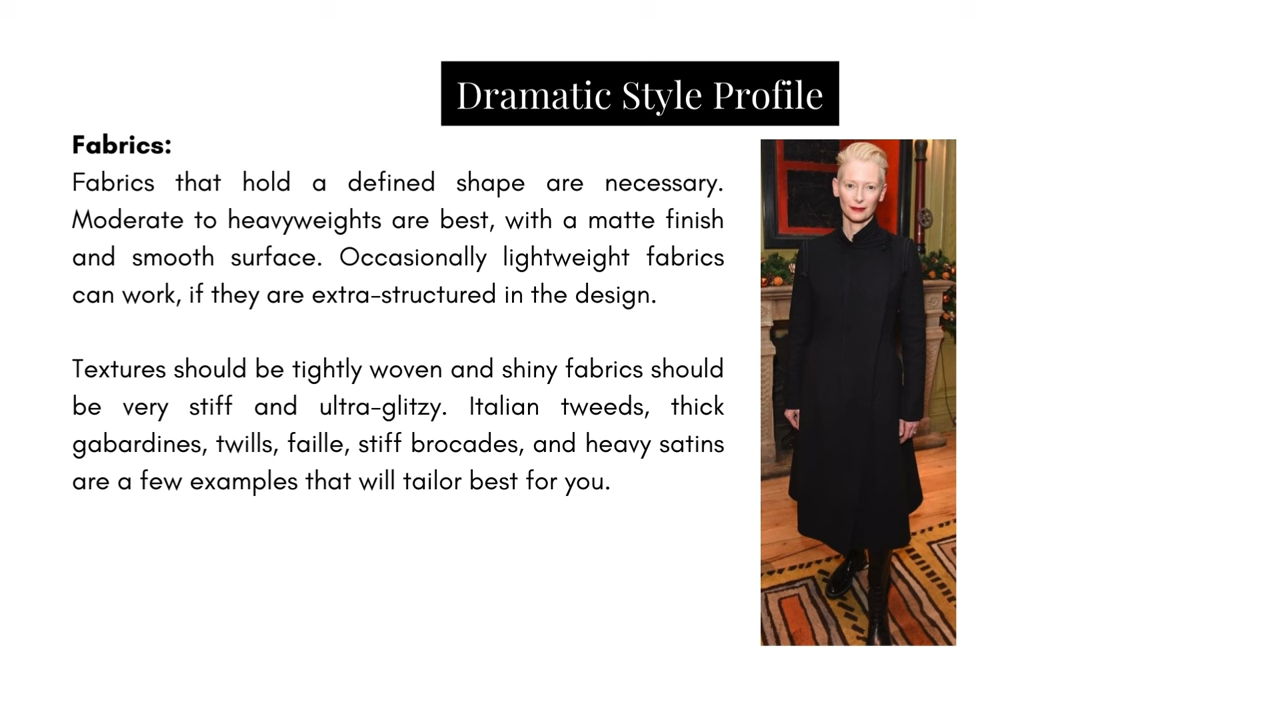 Dramatic Style Profile
Fabrics:
Fabrics that hold a defined shape are necessary.
Moderate to heavyweights are best, with a matte finish
and smooth surface. Occasionally lightweight fabrics
can work, if they are extra-structured in the design.
Textures should be tightly woven and shiny fabrics should
be very stiff and ultra-glitzy. Italian tweeds, thick
gabardines, twills, faille, stiff brocades, and heavy satins
are a few examples that will tailor best for you.